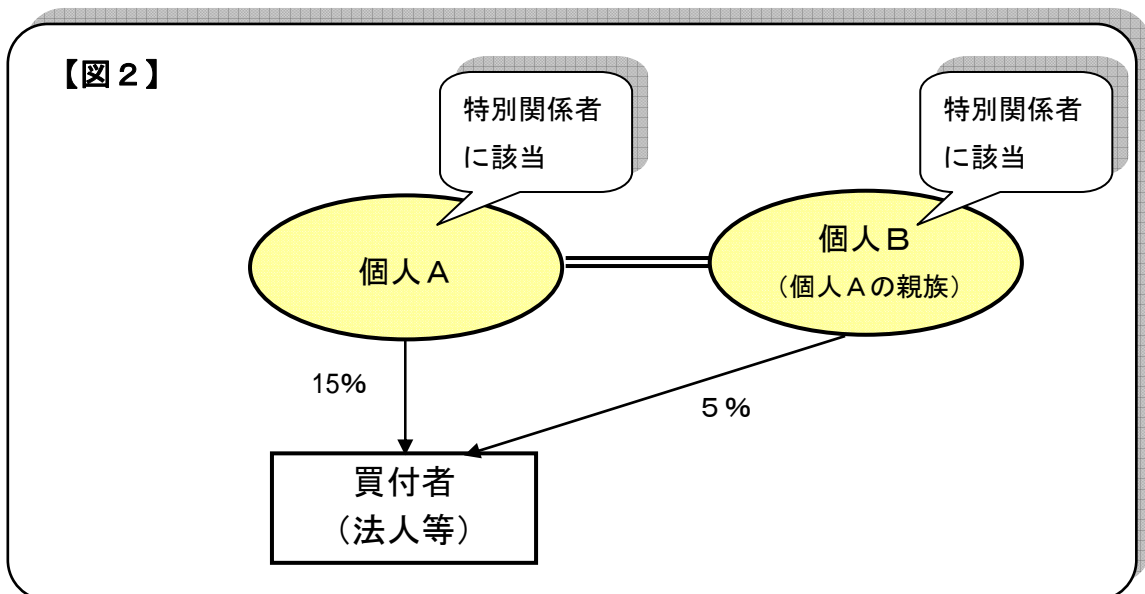 【図２】
特別関係者
に該当
特別関係者
に該当
個人Ａ
個人Ｂ
（個人Ａの親族）
15%
５％
買付者
（法人等）